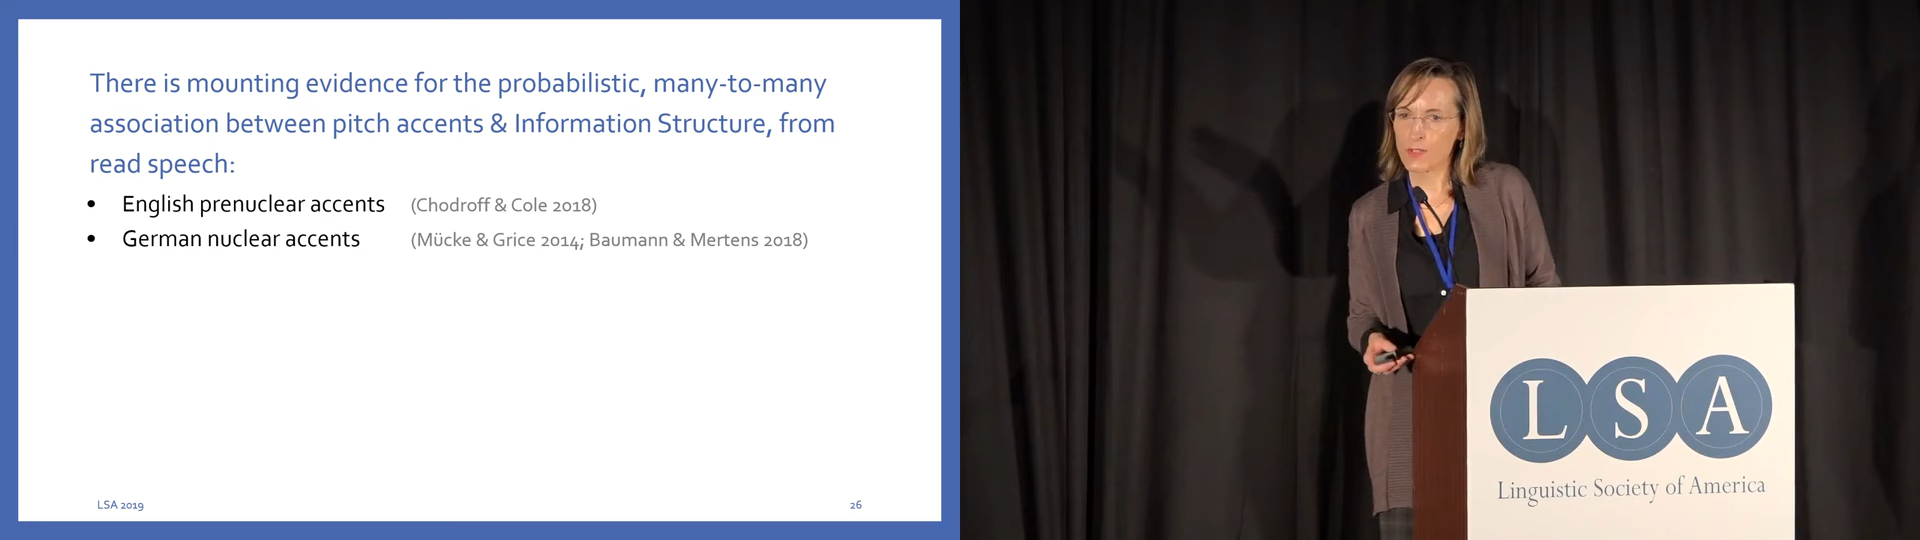 There is mounting evidence for the probabilistic, many-to-many
association between pitch accents & Information Structure, from
read speech:
• English prenuclear accents (Chodroff & Cole 2018)
• German nuclear accents (Mücke & Grice 2014; Baumann & Mertens 2018)
LSA 2019 26
LSA
Linguistic Society of America